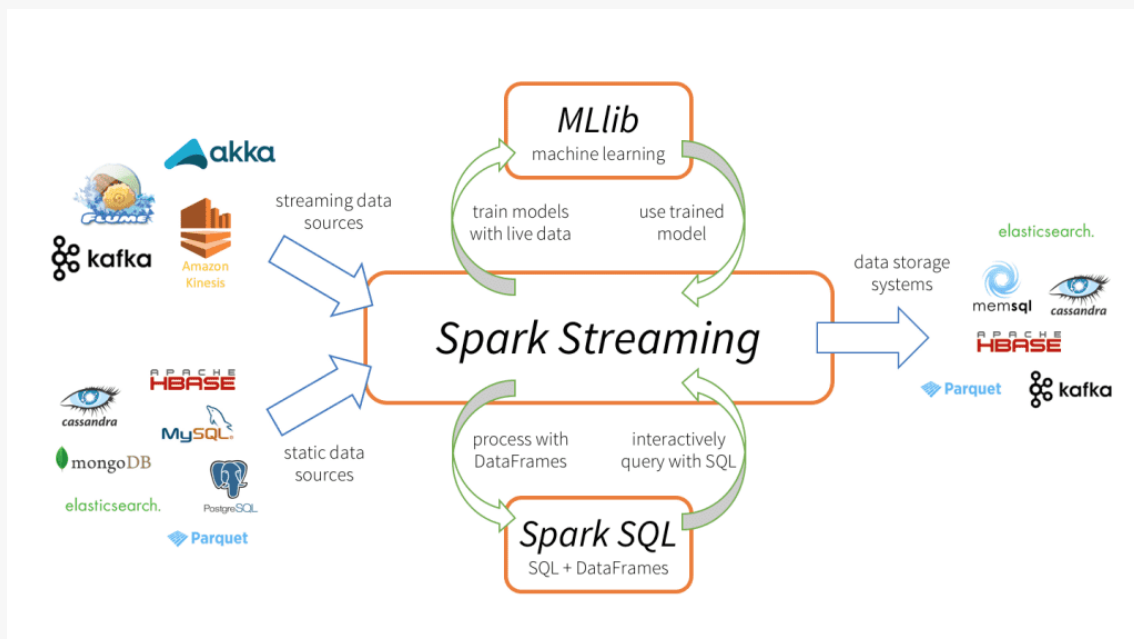 MLlib
machine learning
akka
FLUME
kafka
Amazon
Kinesis
streaming data
sources
train models
with live data
use trained
model
Spark Streaming
data storage
systems
elasticsearch.
memsql
cassandra
APACHE
HBASE
Parquet
kafka
APACHE
HBASE
cassandra
MySQL
mongoDB
PostgreSQL
elasticsearch.
Parquet
static data
sources
process with
DataFrames
interactively
query with SQL
Spark SQL
SQL + DataFrames